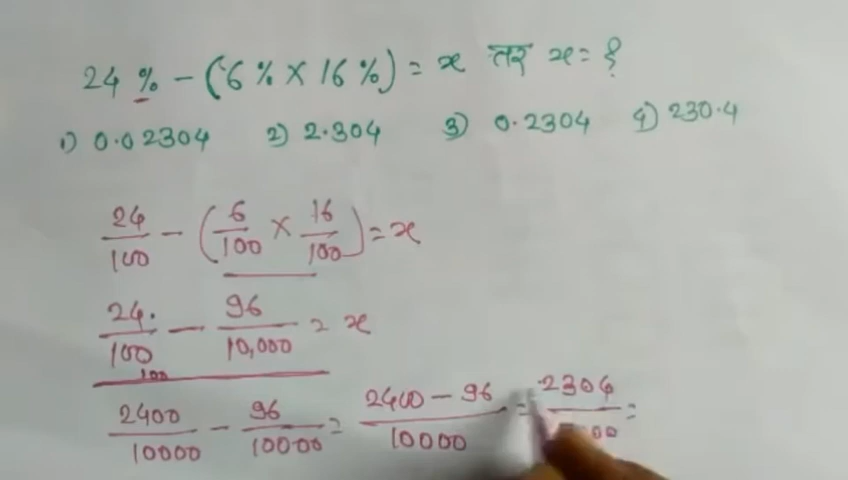 24 % - (6 % X 16 %) = x तर x = ?
1) 0.02304 2) 2.304 3) 0.2304 4) 230.4
24/100 - (6/100 X 16/100) = x
24/100 - 96/10,000 = x
100
2400/10000 - 96/10000 = 2400 - 96/10000 = 2304/ =